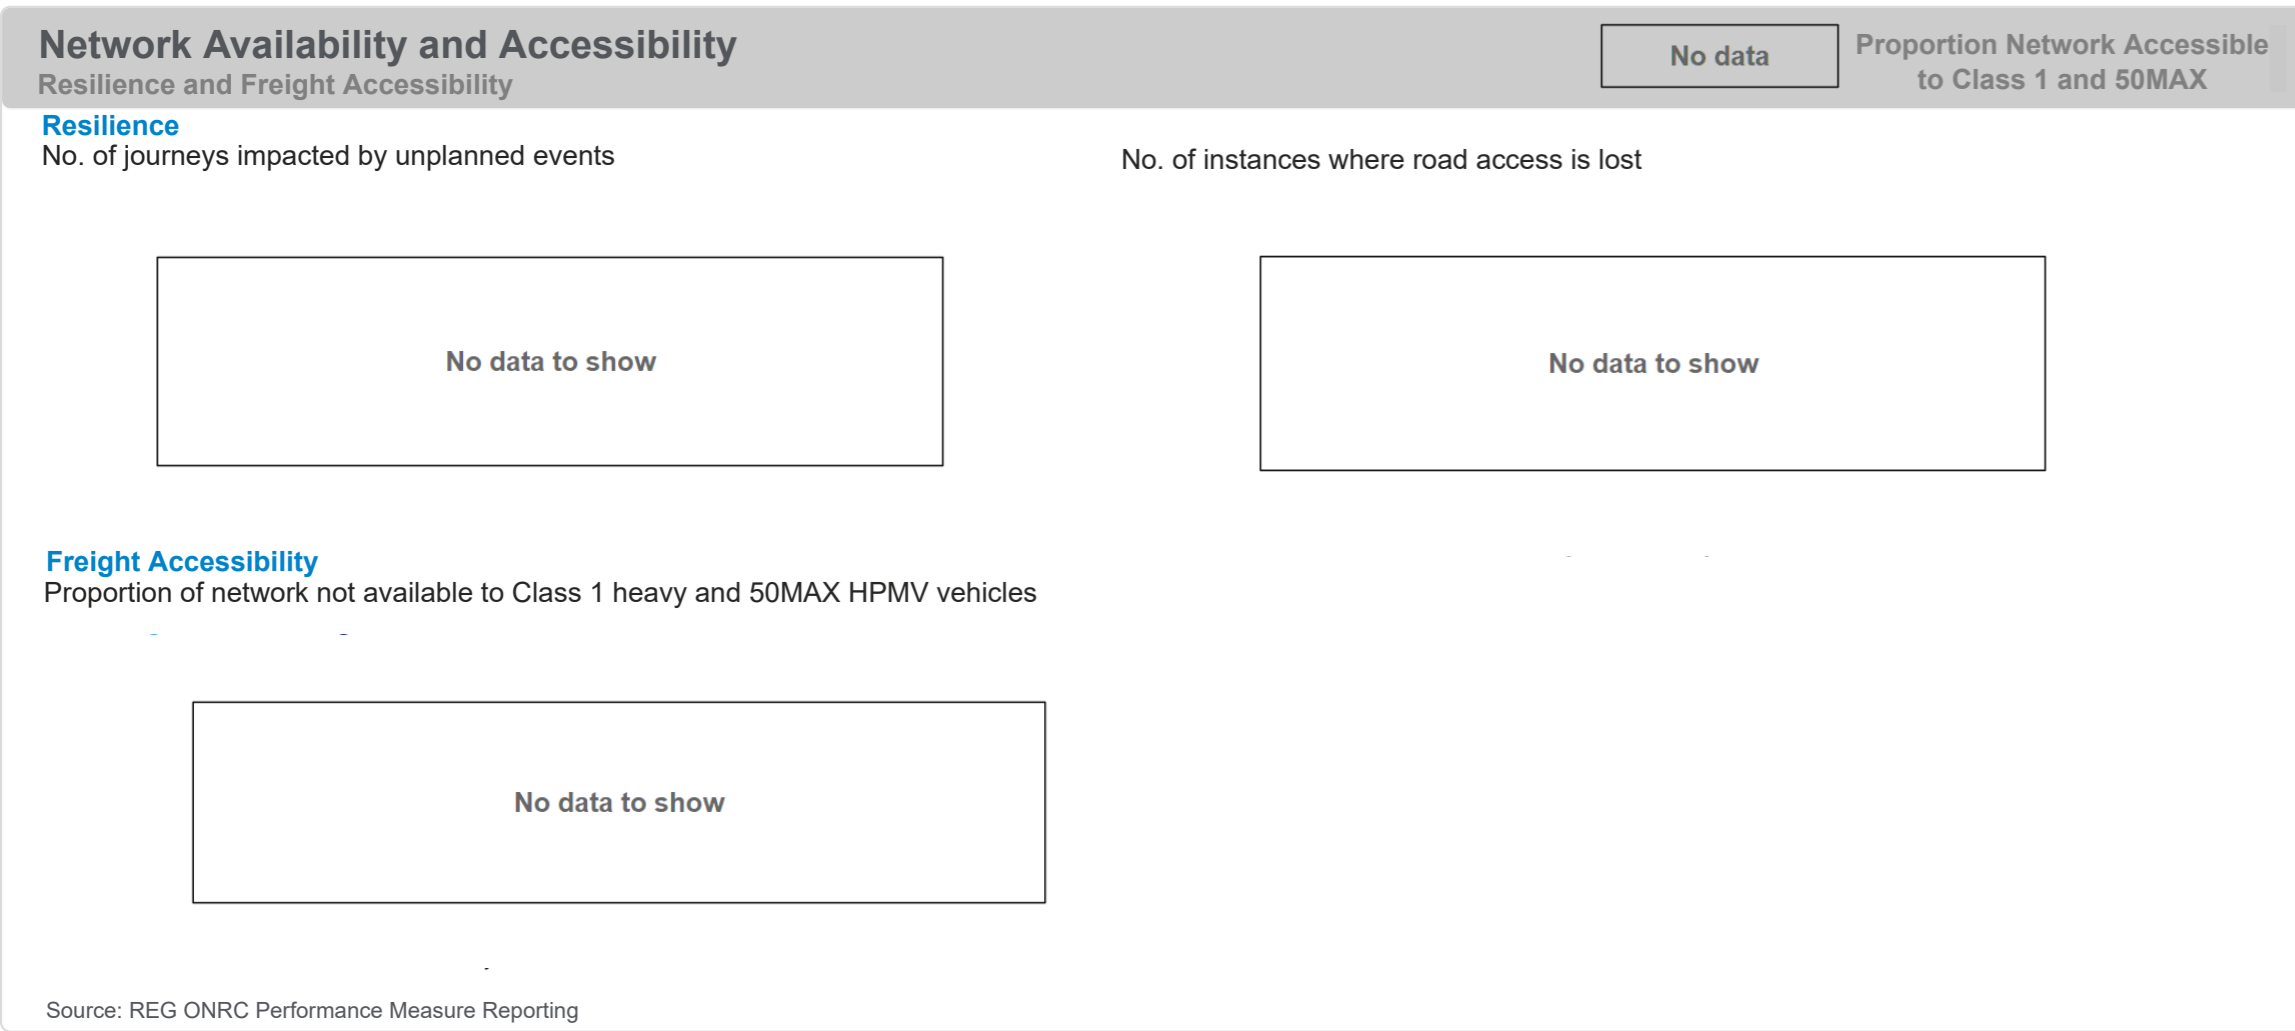 Network Availability and Accessibility
Resilience and Freight Accessibility
No data
Proportion Network Accessible
to Class 1 and 50MAX
Resilience
No. of journeys impacted by unplanned events
No. of instances where road access is lost
No data to show
No data to show
Freight Accessibility
Proportion of network not available to Class 1 heavy and 50MAX HPMV vehicles
No data to show
Source: REG ONRC Performance Measure Reporting